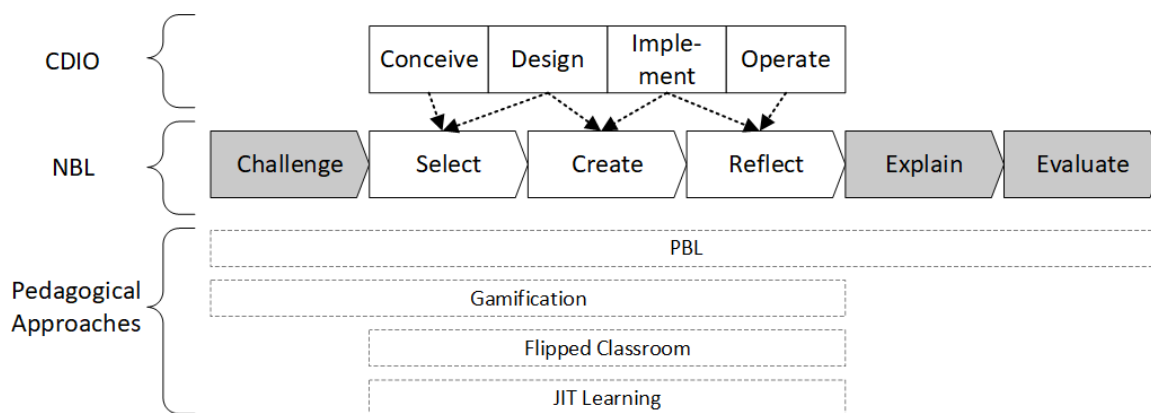 CDIO
Conceive
Design
Imple-
ment
Operate
NBL
Challenge
Select
Create
Reflect
Explain
Evaluate
Pedagogical
Approaches
PBL
Gamification
Flipped Classroom
JIT Learning